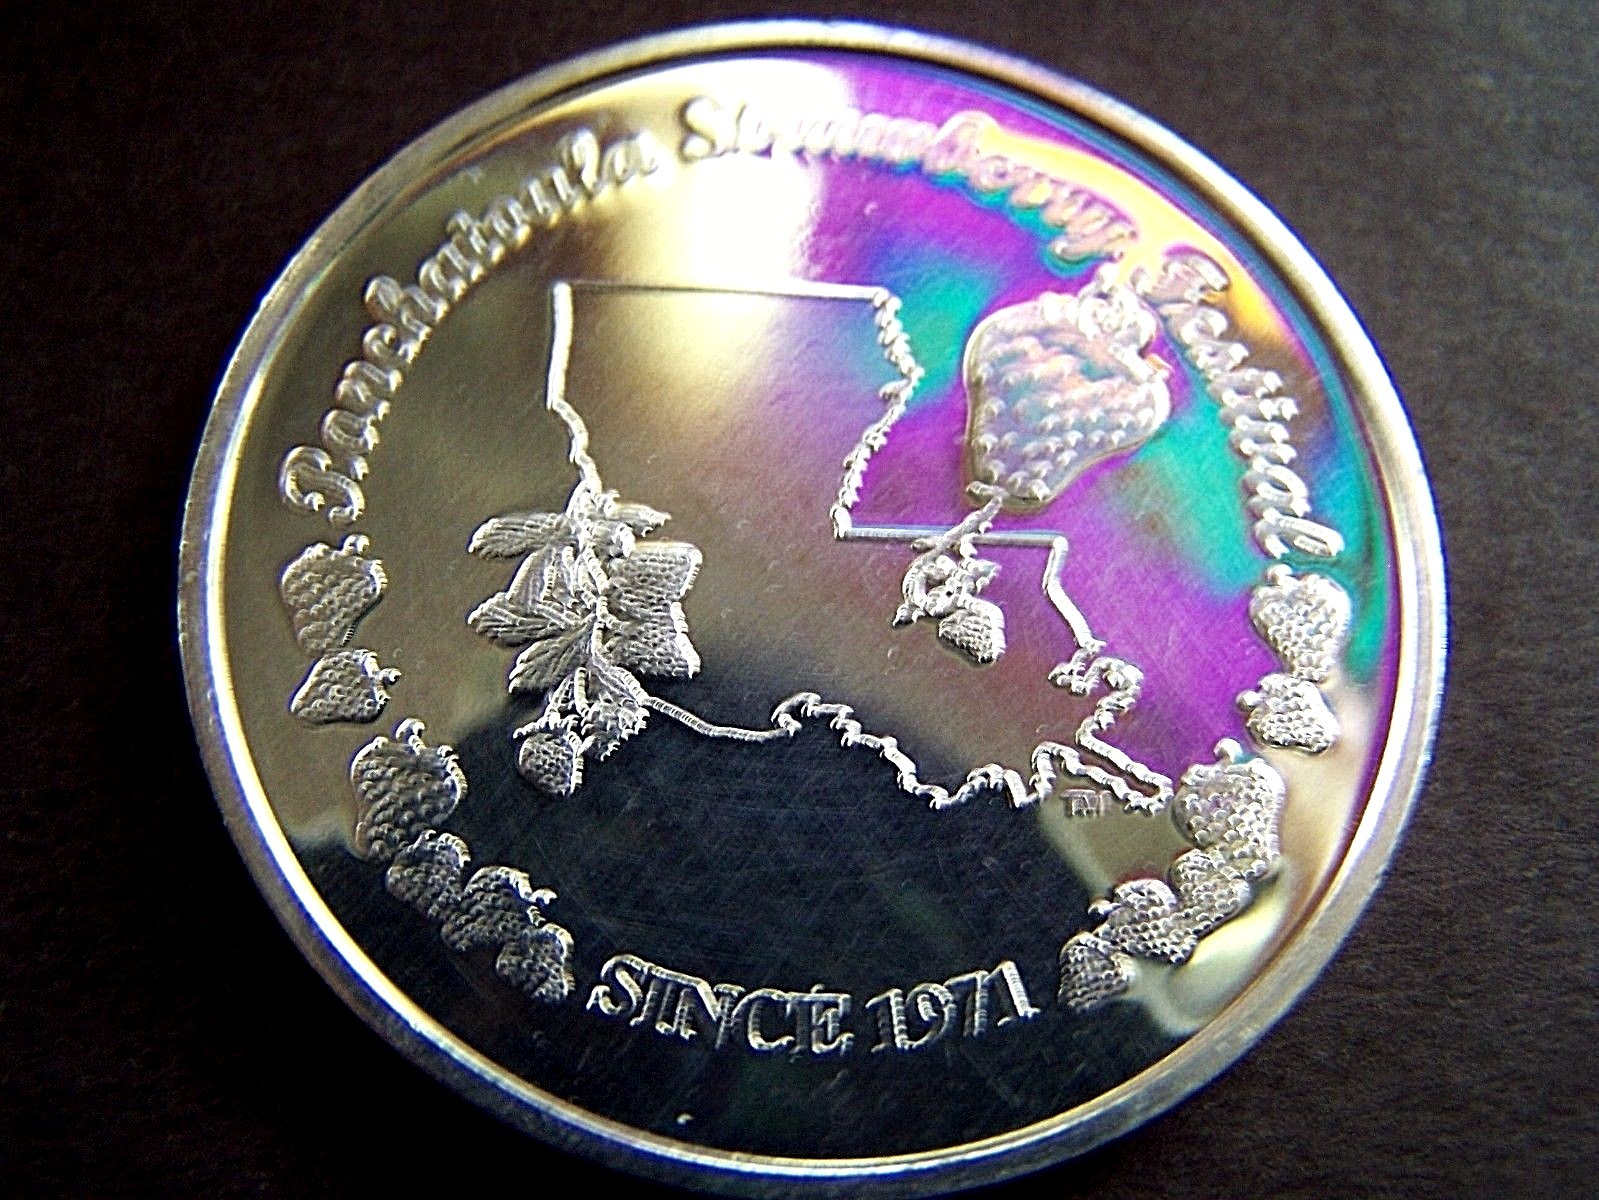 Ponchatoula Strawberry Festival
TM
SINCE 1971